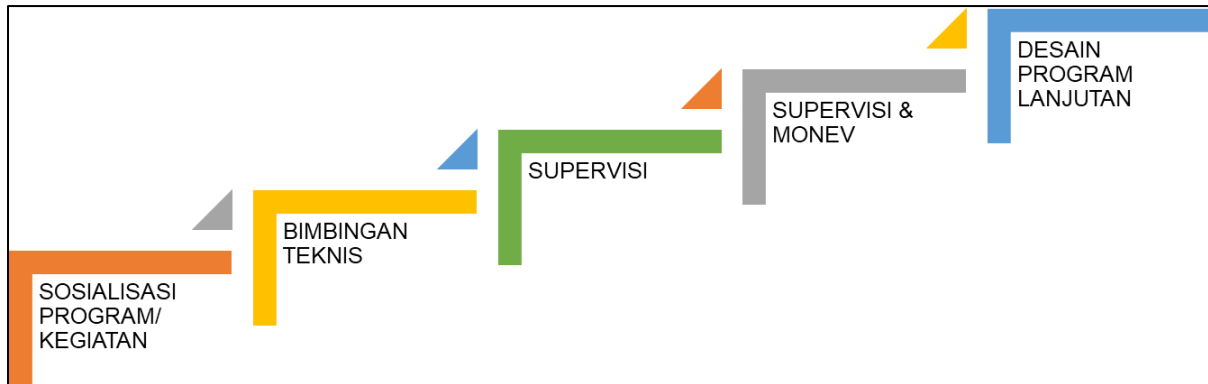 SOSIALISASI
PROGRAM/
KEGIATAN
BIMBINGAN
TEKNIS
SUPERVISI
SUPERVISI &
MONEV
DESAIN
PROGRAM
LANJUTAN